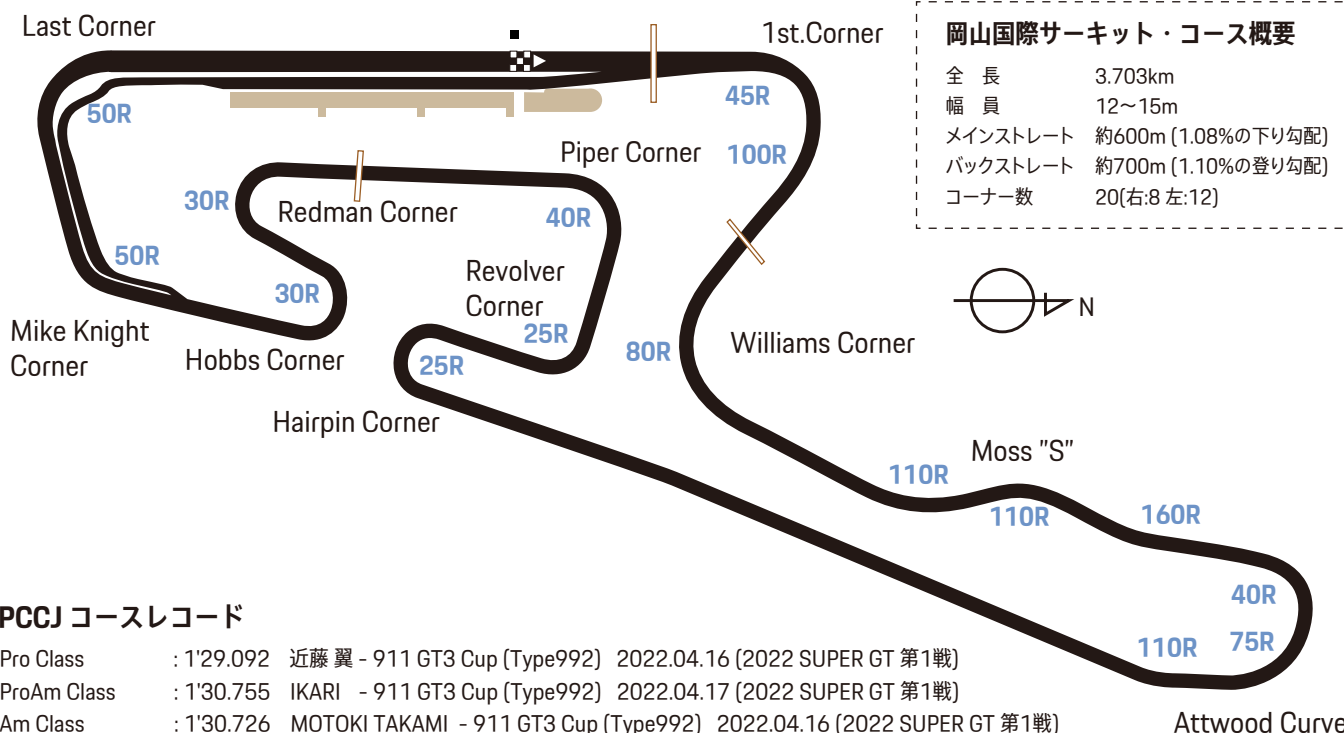 Last Corner
1st.Corner
岡山国際サーキット・コース概要
全 長 3.703km
幅 員 12〜15m
メインストレート 約600m (1.08%の下り勾配)
バックストレート 約700m (1.10%の登り勾配)
コーナー数 20(右:8 左:12)
50R
45R
Piper Corner
100R
30R
Redman Corner
40R
50R
30R
Revolver
Corner
25R
N
Mike Knight
Corner
Hobbs Corner
25R
80R
Williams Corner
Hairpin Corner
Moss "S"
110R
110R
160R
40R
110R
75R
Attwood Curve
PCCJ コースレコード
Pro Class : 1'29.092 近藤 翼 - 911 GT3 Cup (Type992) 2022.04.16 (2022 SUPER GT 第1戦)
ProAm Class : 1'30.755 IKARI - 911 GT3 Cup (Type992) 2022.04.17 (2022 SUPER GT 第1戦)
Am Class : 1'30.726 MOTOKI TAKAMI - 911 GT3 Cup (Type992) 2022.04.16 (2022 SUPER GT 第1戦)